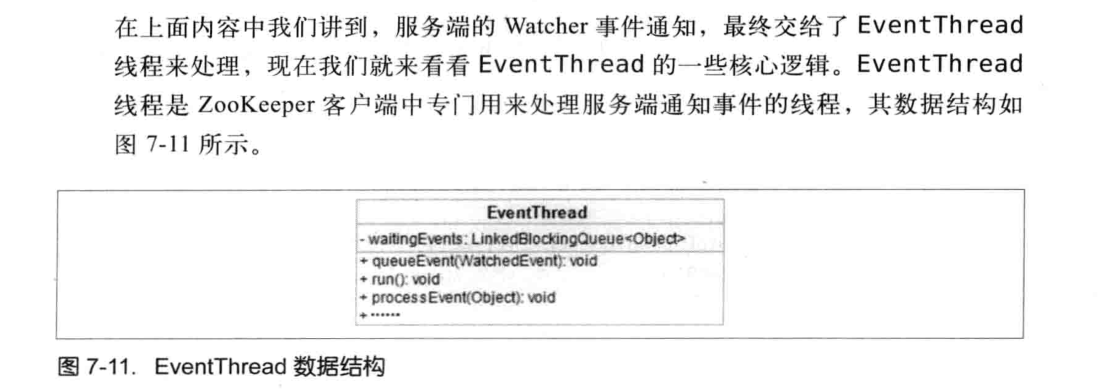 在上面内容中我们讲到，服务端的 Watcher 事件通知，最终交给了 EventThread
线程来处理，现在我们就来看看 EventThread 的一些核心逻辑。EventThread
线程是 ZooKeeper 客户端中专门用来处理服务端通知事件的线程，其数据结构如
图 7-11 所示。
EventThread
- waitingEvents: LinkedBlockingQueue<Object>
+ queueEvent(WatchedEvent): void
+ run(): void
+ processEvent(Object): void
+ ······
图 7-11. EventThread 数据结构